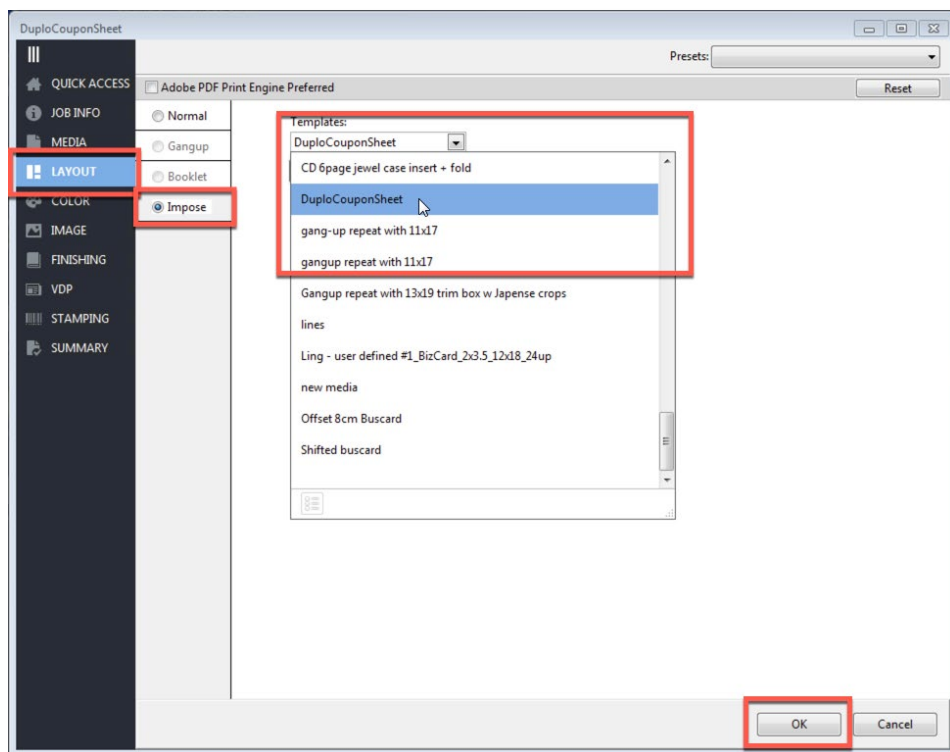 DuploCouponSheet
Presets:
QUICK ACCESS
Adobe PDF Print Engine Preferred
Reset
JOB INFO
Normal
Templates:
MEDIA
Gangup
DuploCouponSheet
LAYOUT
Booklet
CD 6page jewel case insert + fold
COLOR
Impose
DuploCouponSheet
IMAGE
gang-up repeat with 11x17
FINISHING
gangup repeat with 11x17
VDP
Gangup repeat with 13x19 trim box w Japense crops
STAMPING
lines
SUMMARY
Ling - user defined #1_BizCard_2x3.5_12x18_24up
new media
Offset 8cm Buscard
Shifted buscard
OK
Cancel